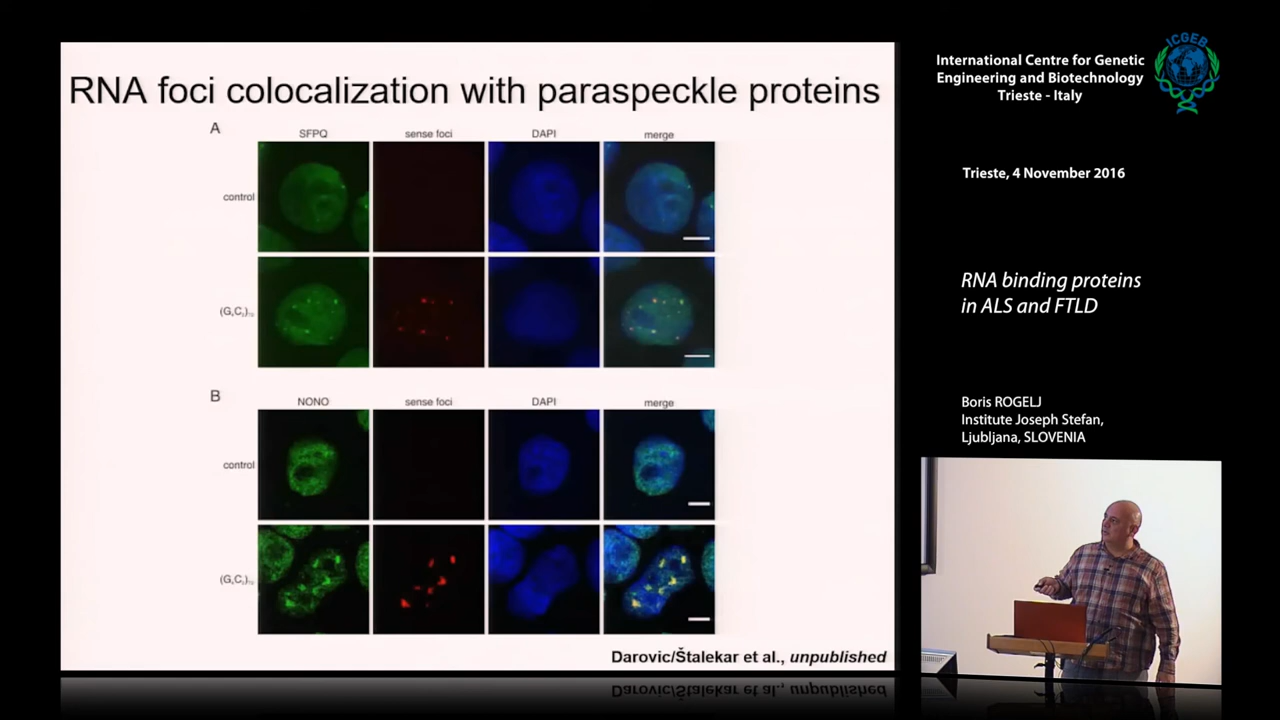 RNA foci colocalization with paraspeckle proteins
A
SFPQ sense foci DAPI merge
control
B
NONO sense foci DAPI merge
control
Darovic/Štalekar et al., unpublished
ICGEB
International Centre for Genetic
Engineering and Biotechnology
Trieste - Italy
Trieste, 4 November 2016
RNA binding proteins
in ALS and FTLD
Boris ROGELJ
Institute Joseph Stefan,
Ljubljana, SLOVENIA